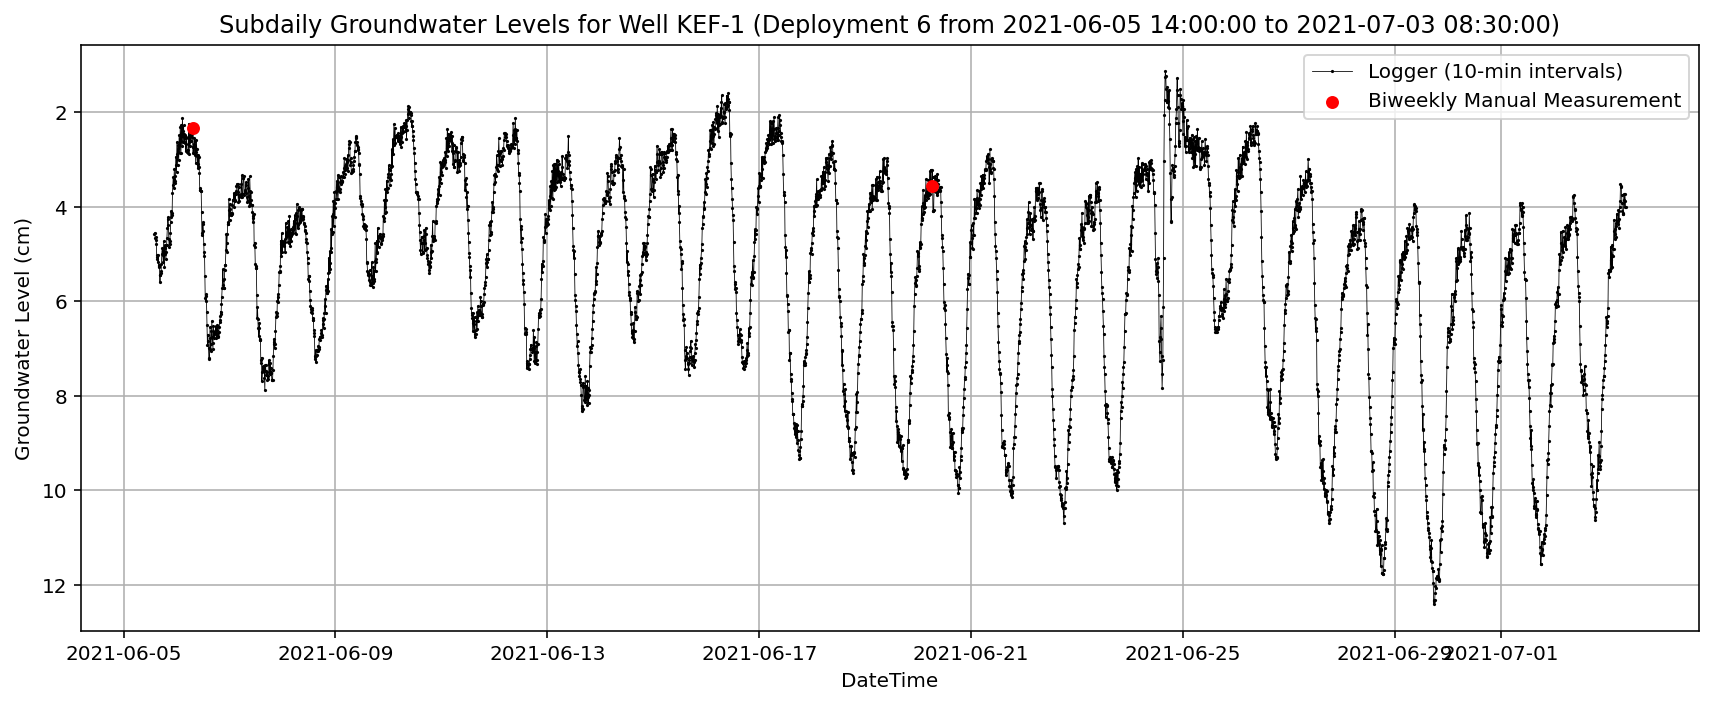 Subdaily Groundwater Levels for Well KEF-1 (Deployment 6 from 2021-06-05 14:00:00 to 2021-07-03 08:30:00)
Logger (10-min intervals)
Biweekly Manual Measurement
Groundwater Level (cm)
2
4
6
8
10
12
2021-06-05
2021-06-09
2021-06-13
2021-06-17
2021-06-21
2021-06-25
2021-06-29
2021-07-01
DateTime